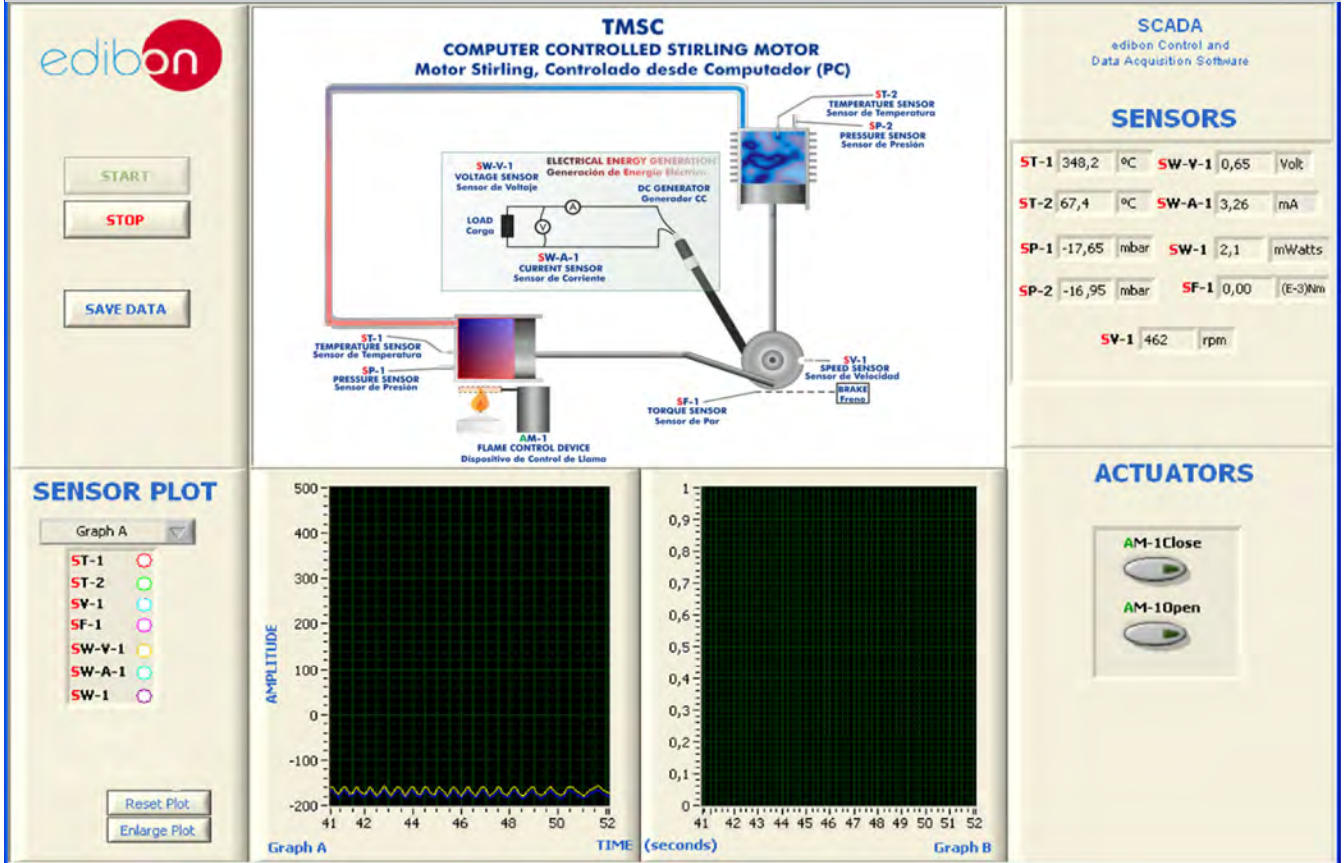 edibon
START
STOP
SAVE DATA
TMSC
COMPUTER CONTROLLED STIRLING MOTOR
Motor Stirling, Controlado desde Computador (PC)
ST-2
TEMPERATURE SENSOR
Sensor de Temperatura
SP-2
PRESSURE SENSOR
Sensor de Presión
SW-V-1
VOLTAGE SENSOR
Sensor de Voltaje
ELECTRICAL ENERGY GENERATION
Generación de Energía Eléctrica
DC GENERATOR
Generador CC
LOAD
Carga
A
V
SW-A-1
CURRENT SENSOR
Sensor de Corriente
ST-1
TEMPERATURE SENSOR
Sensor de Temperatura
SP-1
PRESSURE SENSOR
Sensor de Presión
SV-1
SPEED SENSOR
Sensor de Velocidad
BRAKE
Freno
SF-1
TORQUE SENSOR
Sensor de Par
AM-1
FLAME CONTROL DEVICE
Dispositivo de Control de Llama
SCADA
edibon Control and
Data Acquisition Software
SENSORS
ST-1 348,2 ºC SW-V-1 0,65 Volt
ST-2 67,4 ºC SW-A-1 3,26 mA
SP-1 -17,65 mbar SW-1 2,1 mWatts
SP-2 -16,95 mbar SF-1 0,00 (E-3)Nm
SV-1 462 rpm
SENSOR PLOT
Graph A
ST-1
ST-2
SV-1
SF-1
SW-V-1
SW-A-1
SW-1
Reset Plot
Enlarge Plot
AMPLITUDE
500
400
300
200
100
0
-100
-200
41 42 44 46 48 50 52
Graph A
TIME (seconds)
1
0,9
0,8
0,7
0,6
0,5
0,4
0,3
0,2
0,1
0
41 42 43 44 45 46 47 48 49 50 51 52
Graph B
ACTUATORS
AM-1Close
AM-1Open